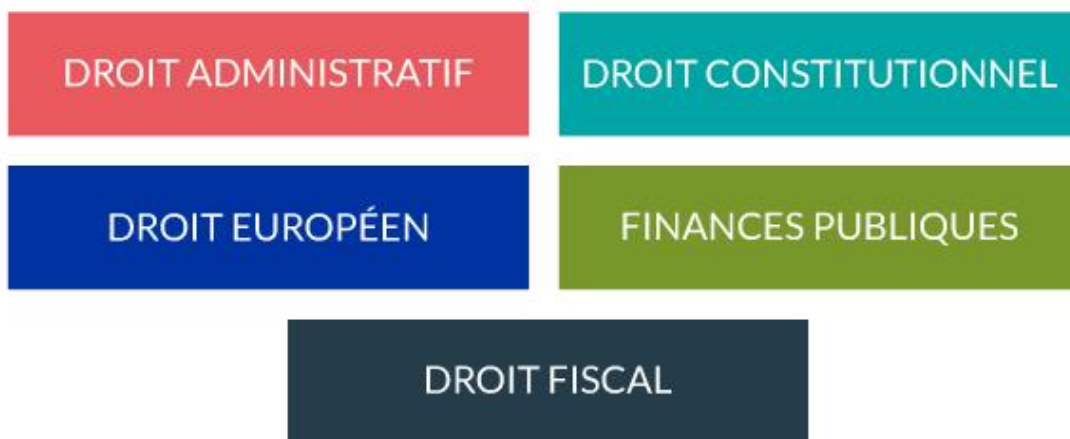 DROIT ADMINISTRATIF
DROIT CONSTITUTIONNEL
DROIT EUROPÉEN
FINANCES PUBLIQUES
DROIT FISCAL